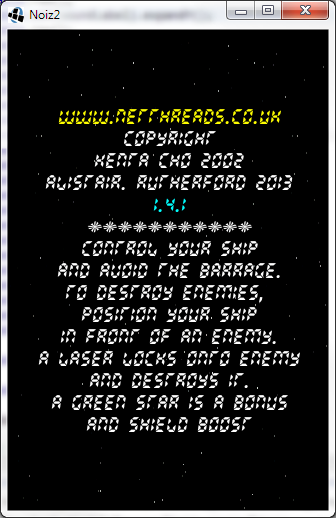 Noiz2
WWW.NETTHREADS.CO.UK
COPYRIGHT
KENTA CHO 2002
ALISTAIR. RUTHERFORD 2013
1.4.1
***********
CONTROL YOUR SHIP
AND AVOID THE BARRAGE.
TO DESTROY ENEMIES,
POSITION YOUR SHIP
IN FRONT OF AN ENEMY.
A LASER LOCKS ONTO ENEMY
AND DESTROYS IT.
A GREEN STAR IS A BONUS
AND SHIELD BOOST